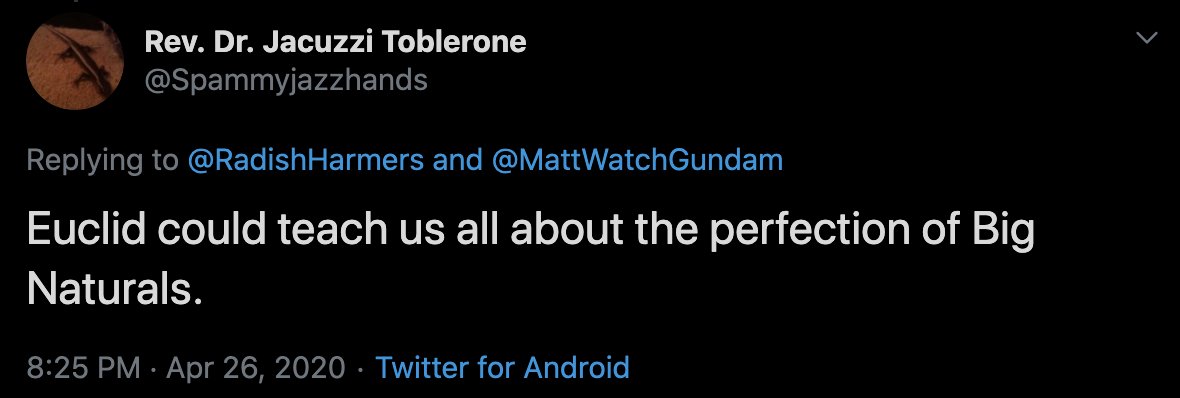 Rev. Dr. Jacuzzi Toblerone
@Spammyjazzhands
Replying to @RadishHarmers and @MattWatchGundam
Euclid could teach us all about the perfection of Big
Naturals.
8:25 PM · Apr 26, 2020 · Twitter for Android